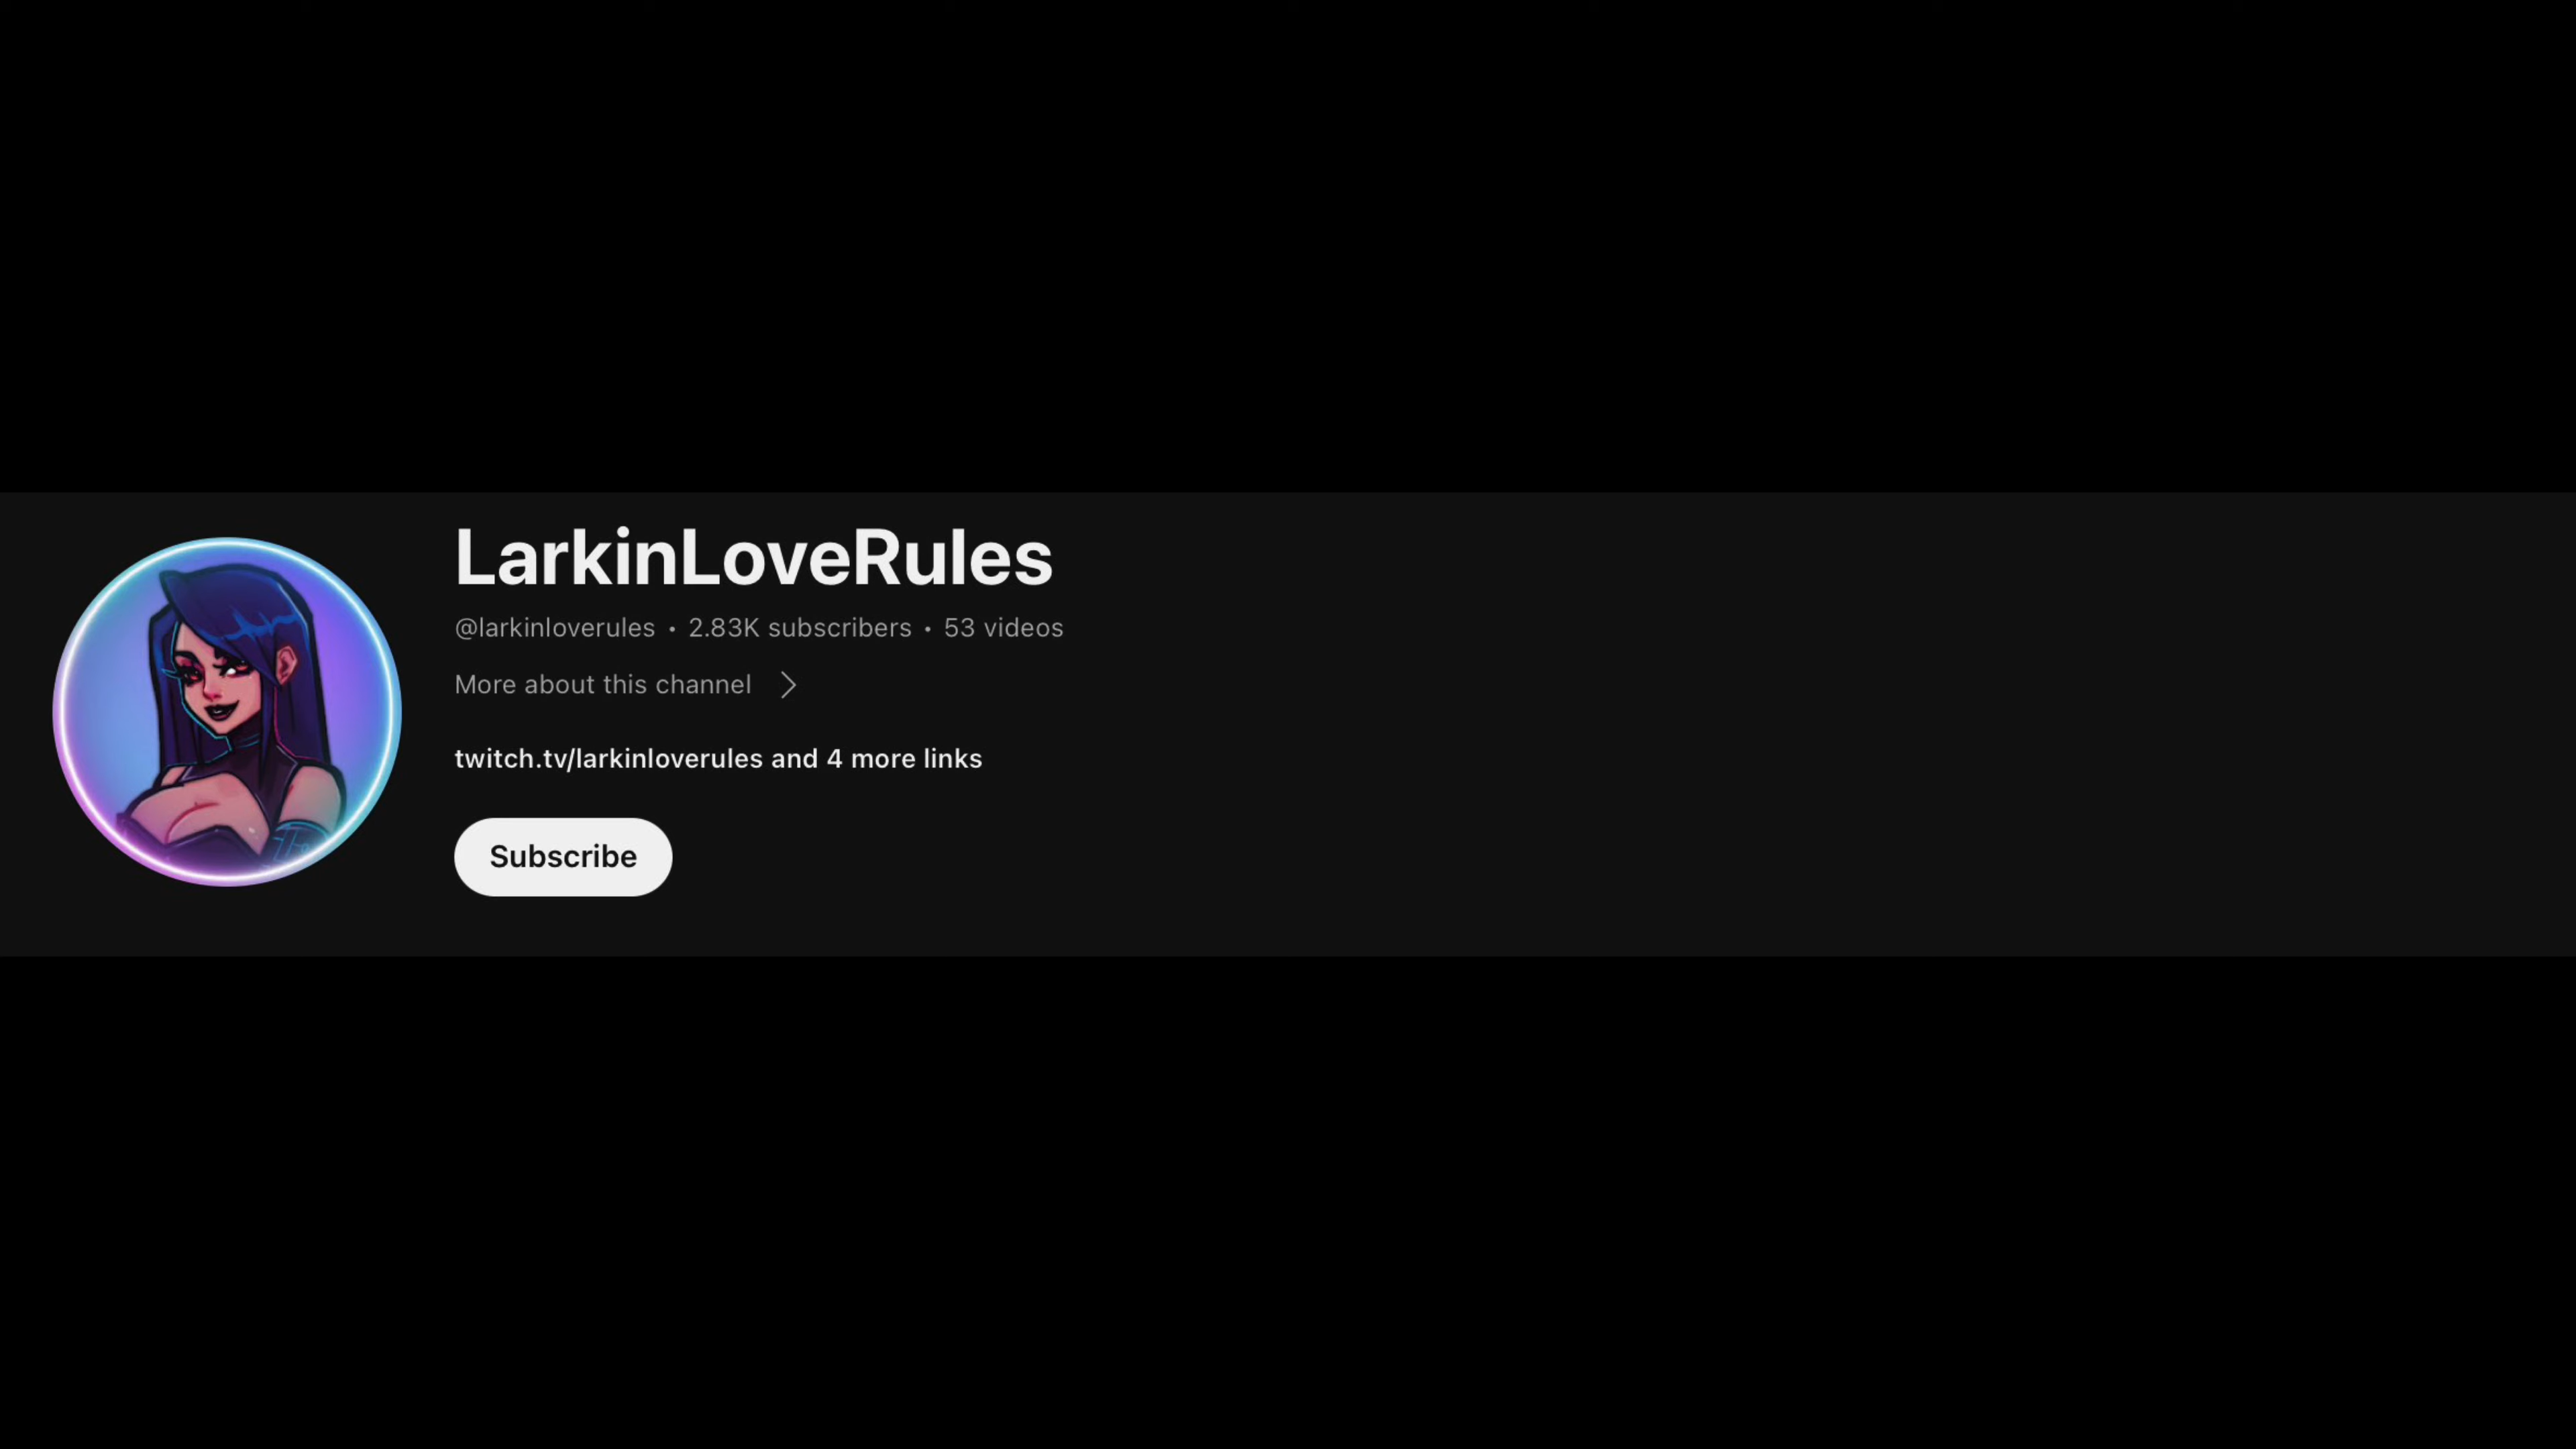 LarkinLoveRules
@larkinloverules • 2.83K subscribers • 53 videos
More about this channel
twitch.tv/larkinloverules and 4 more links
Subscribe